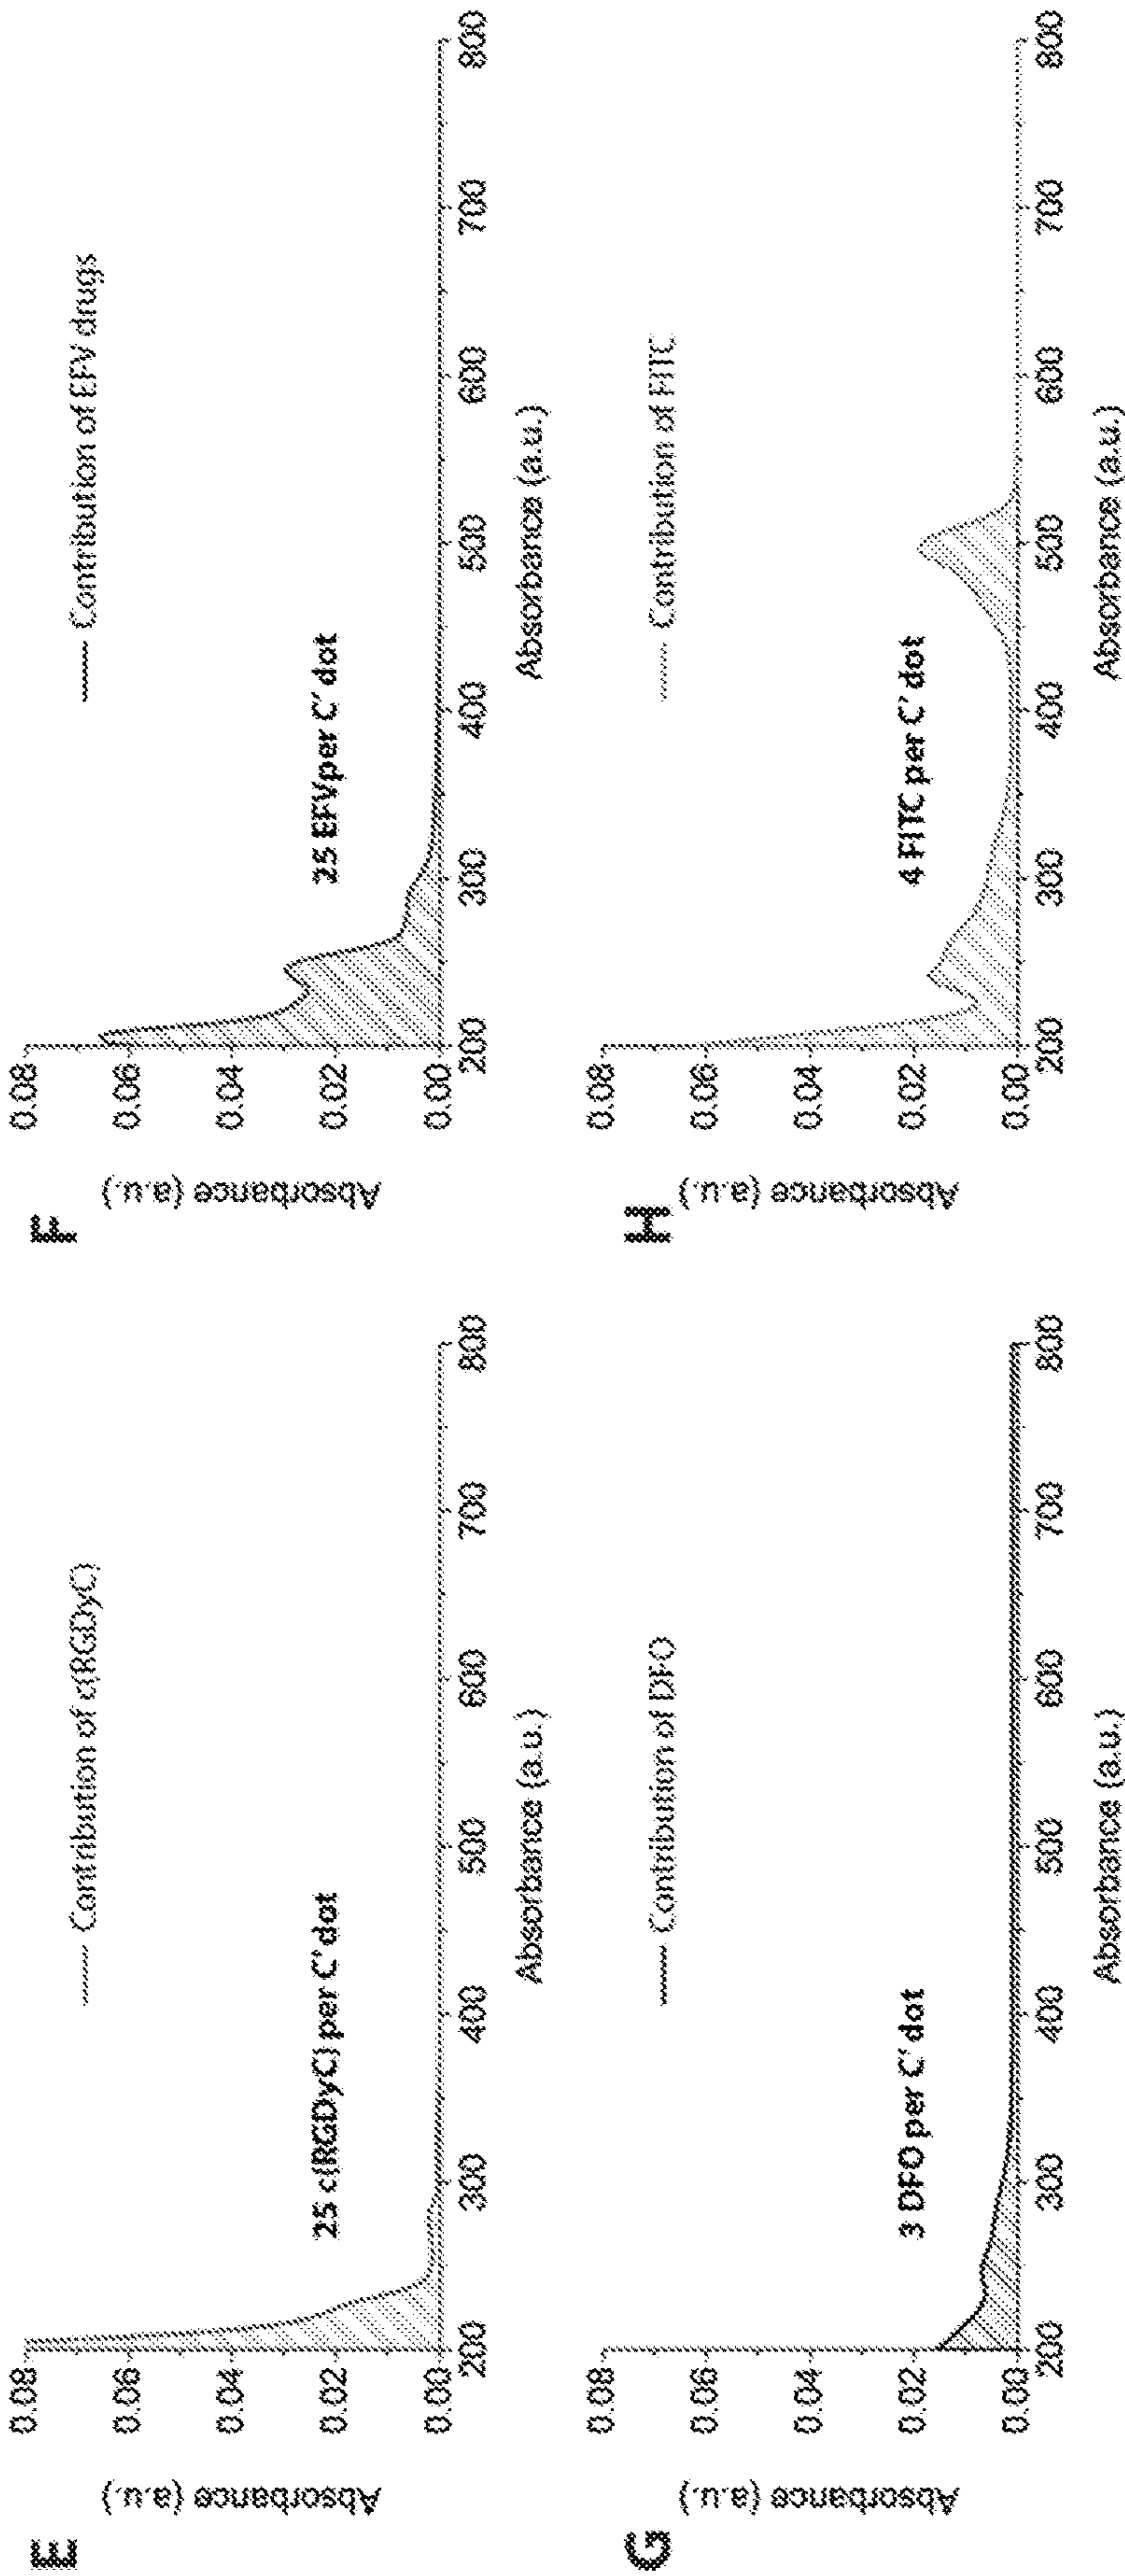 E
Absorbance (a.u.)
0.08
0.06
0.04
0.02
0.00
Contribution of c(RGDyC)
25 c(RGDyC) per C' dot
200 300 400 500 600 700 800
Absorbance (a.u.)
F
Absorbance (a.u.)
0.08
0.06
0.04
0.02
0.00
Contribution of EFV drugs
25 EFVper C' dot
200 300 400 500 600 700 800
Absorbance (a.u.)
G
Absorbance (a.u.)
0.08
0.06
0.04
0.02
0.00
Contribution of DFO
3 DFO per C' dot
200 300 400 500 600 700 800
Absorbance (a.u.)
H
Absorbance (a.u.)
0.08
0.06
0.04
0.02
0.00
Contribution of FITC
4 FITC per C' dot
200 300 400 500 600 700 800
Absorbance (a.u.)